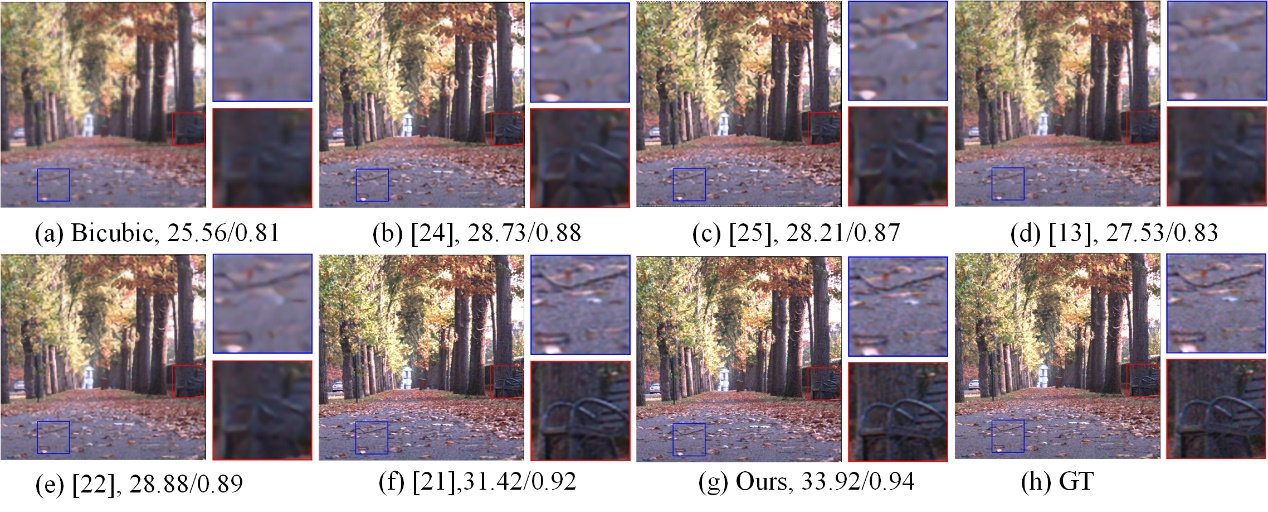 (a) Bicubic, 25.56/0.81
(b) [24], 28.73/0.88
(c) [25], 28.21/0.87
(d) [13], 27.53/0.83
(e) [22], 28.88/0.89
(f) [21],31.42/0.92
(g) Ours, 33.92/0.94
(h) GT